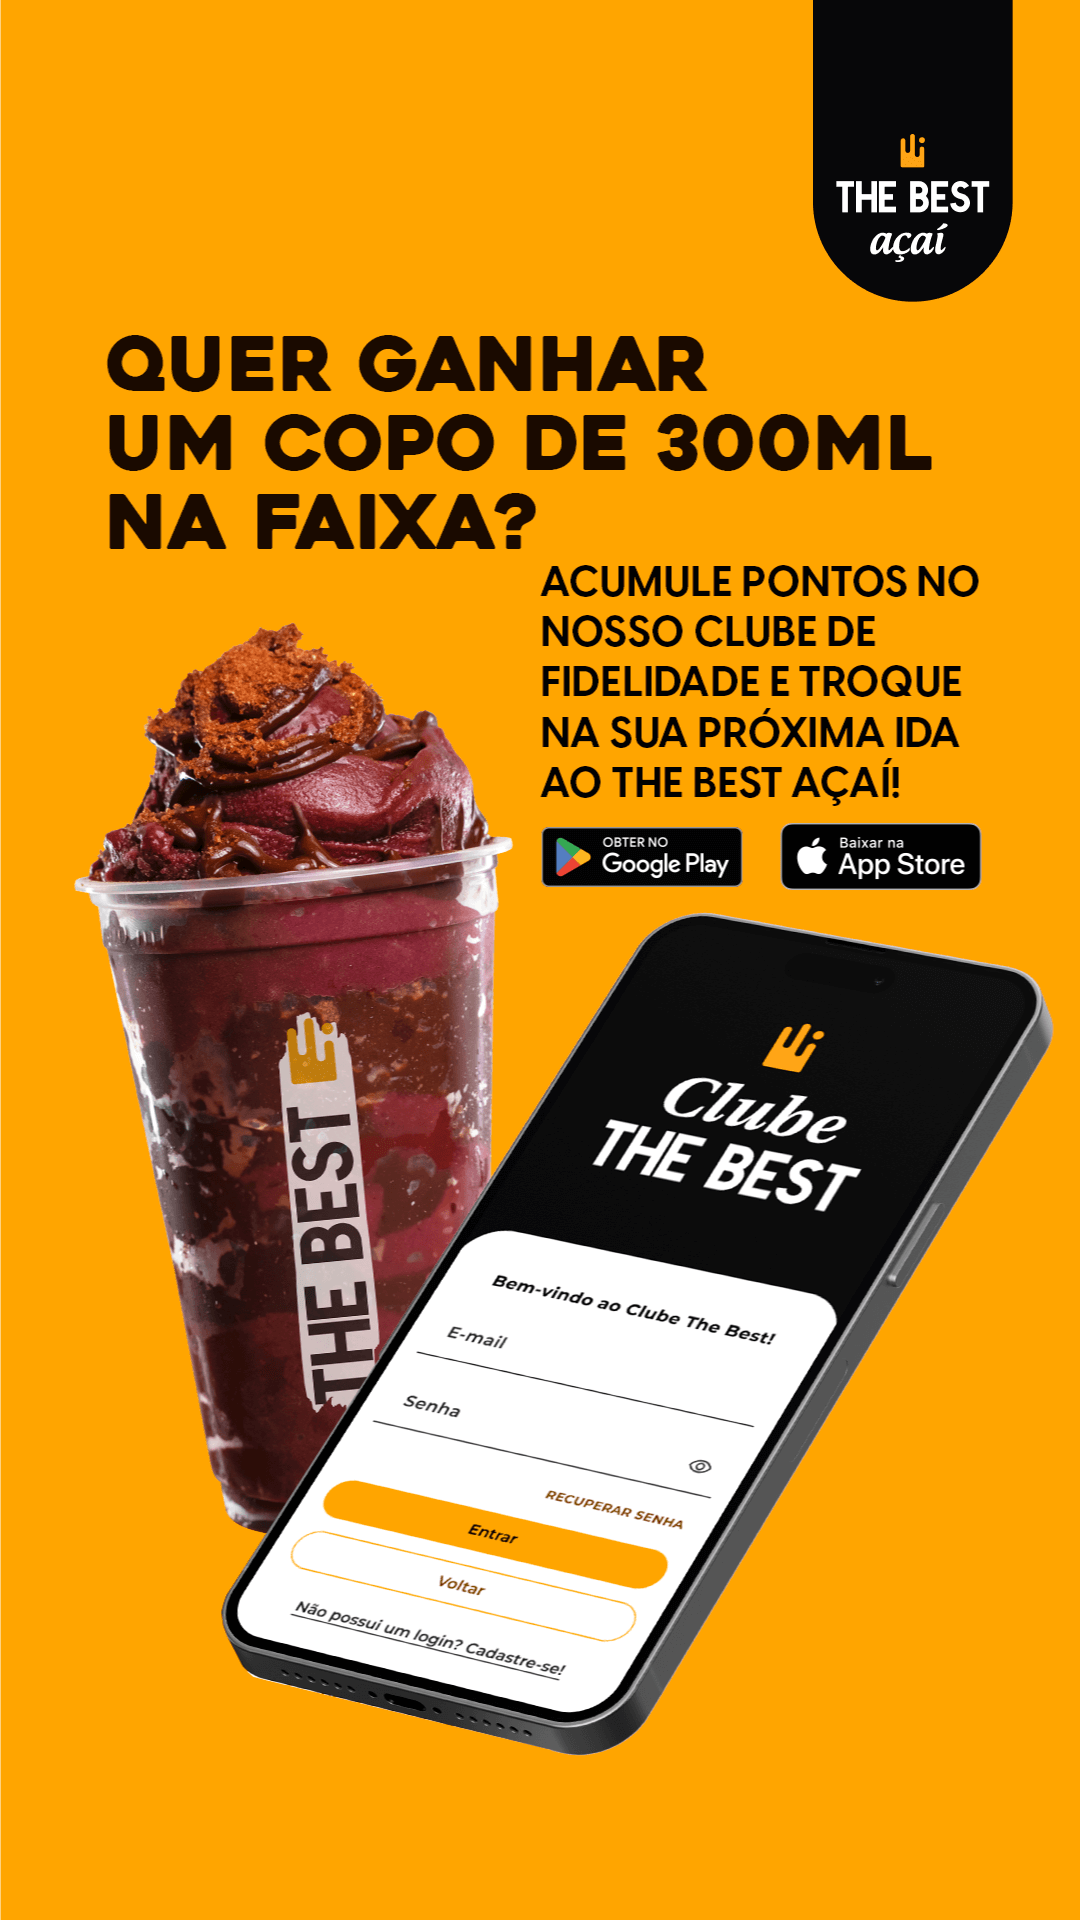 THE BEST
açaí
QUER GANHAR
UM COPO DE 300ML
NA FAIXA?
ACUMULE PONTOS NO
NOSSO CLUBE DE
FIDELIDADE E TROQUE
NA SUA PRÓXIMA IDA
AO THE BEST AÇAÍ!
OBTER NO
Google Play
Baixar na
App Store
THE BEST
Clube
THE BEST
Bem-vindo ao Clube The Best!
E-mail
Senha
RECUPERAR SENHA
Entrar
Voltar
Não possui um login? Cadastre-se!